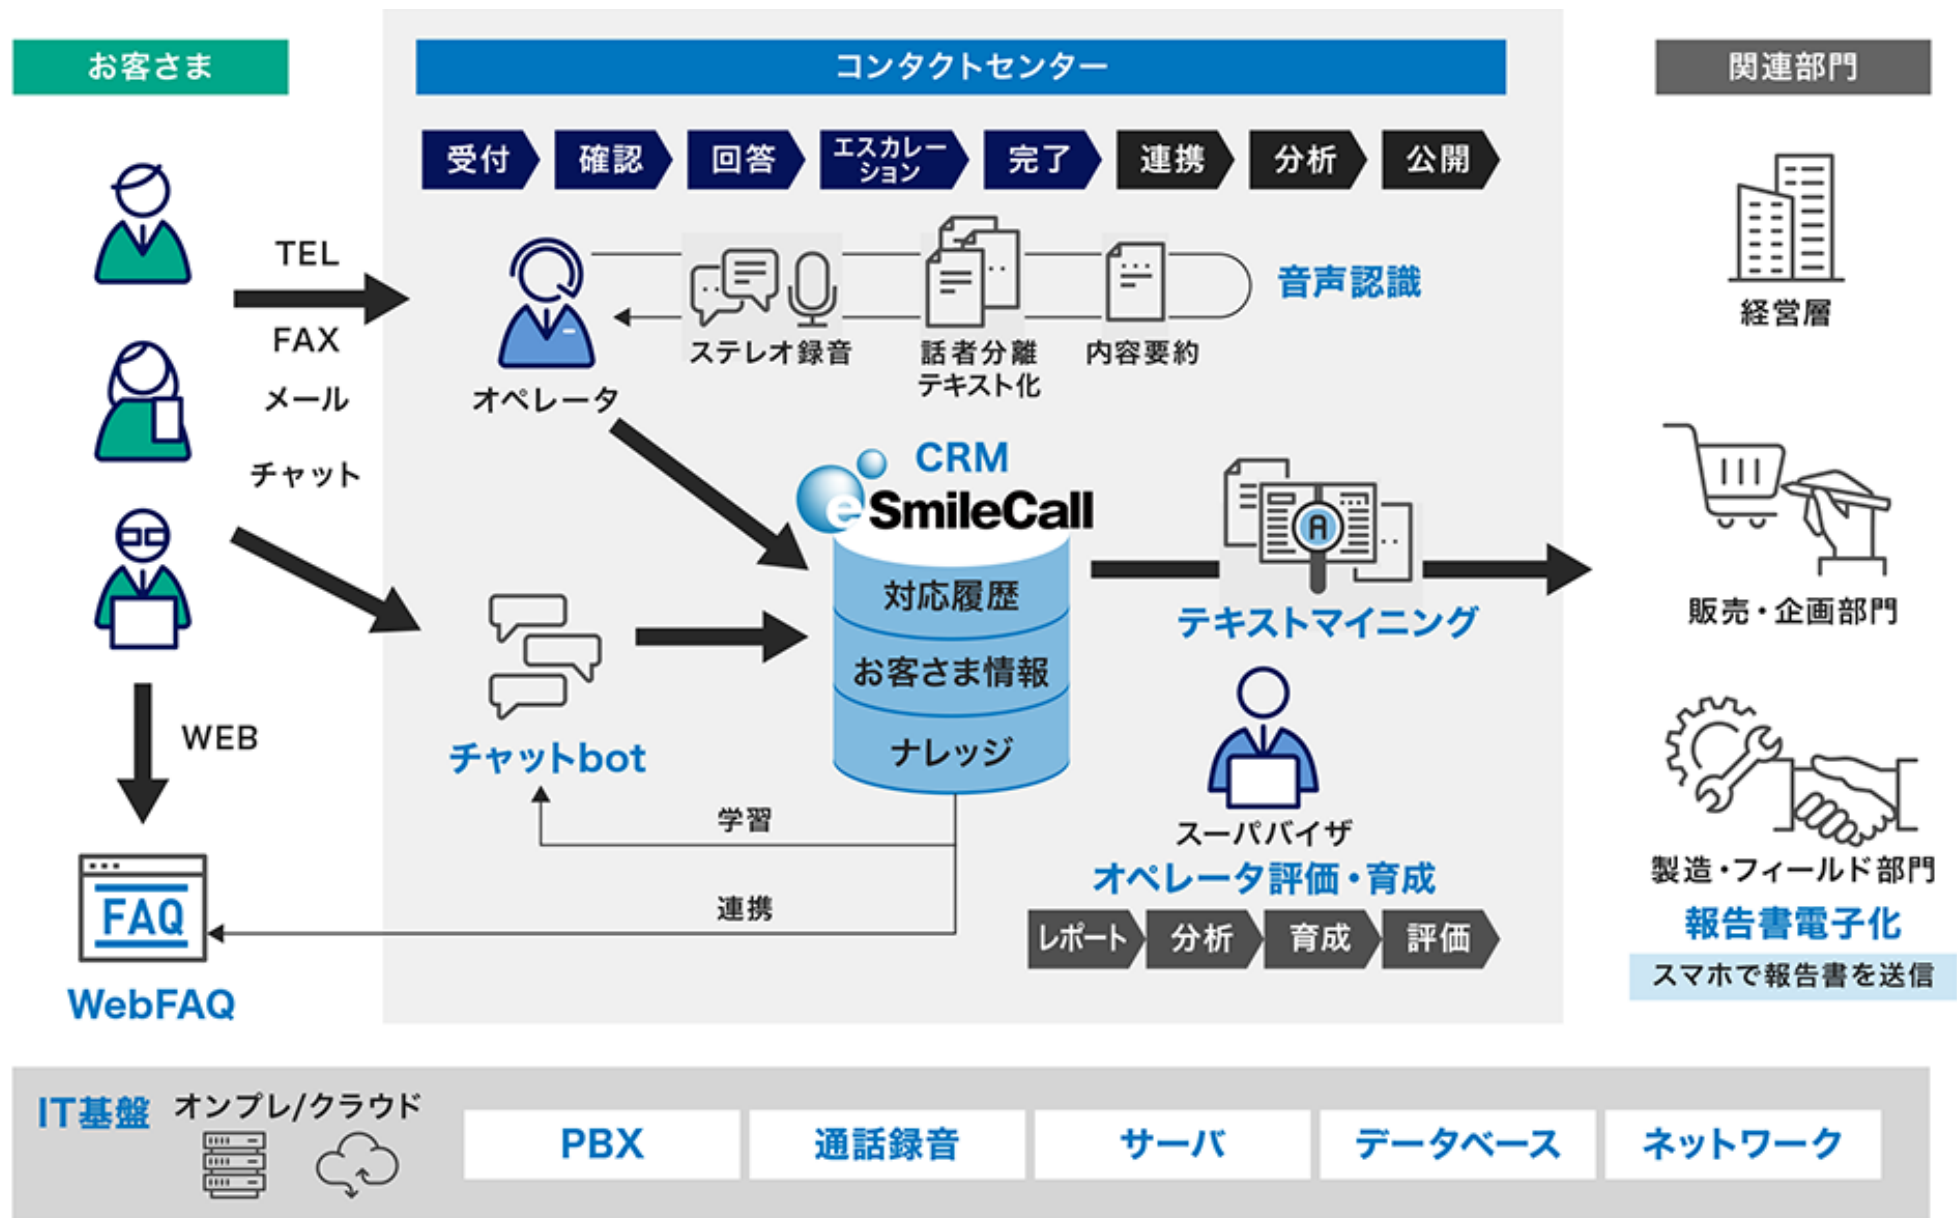 お客さま
コンタクトセンター
関連部門
受付
確認
回答
エスカレー
ション
完了
連携
分析
公開
TEL
FAX
メール
チャット
オペレータ
ステレオ録音
話者分離
テキスト化
内容要約
音声認識
経営層
CRM
eSmileCall
対応履歴
お客さま情報
ナレッジ
テキストマイニング
A
販売・企画部門
WEB
チャットbot
学習
連携
スーパバイザ
オペレータ評価・育成
レポート
分析
育成
評価
製造・フィールド部門
報告書電子化
スマホで報告書を送信
FAQ
WebFAQ
IT基盤
オンプレ/クラウド
PBX
通話録音
サーバ
データベース
ネットワーク